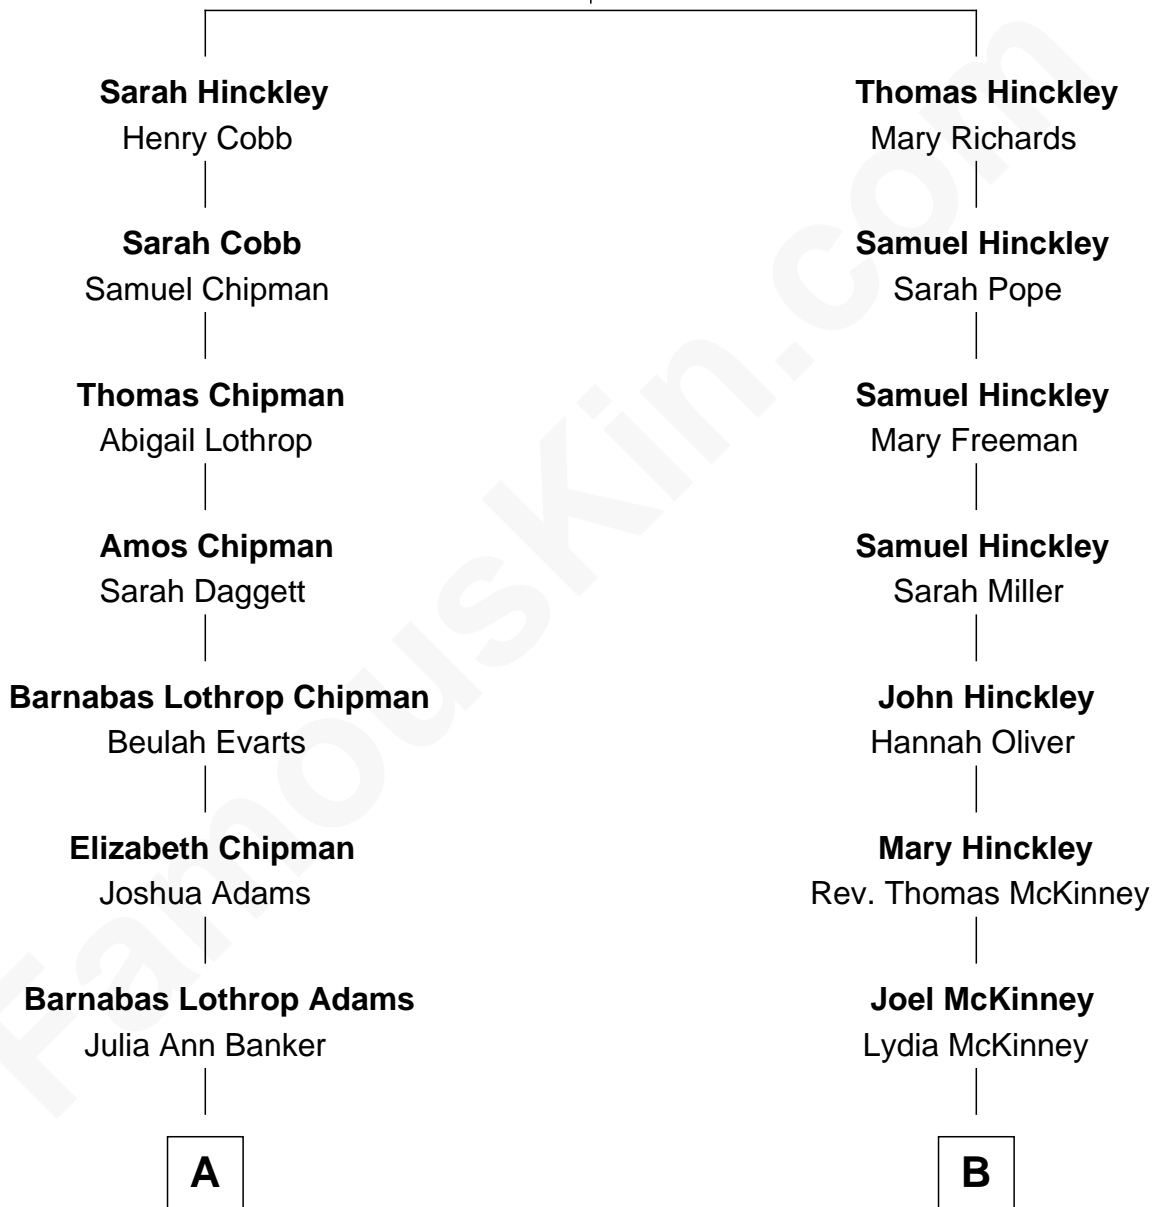 Sarah Hinckley
Henry Cobb
Sarah Cobb
Samuel Chipman
Thomas Chipman
Abigail Lothrop
Amos Chipman
Sarah Daggett
Barnabas Lothrop Chipman
Beulah Evarts
Elizabeth Chipman
Joshua Adams
Barnabas Lothrop Adams
Julia Ann Banker
A
Thomas Hinckley
Mary Richards
Samuel Hinckley
Sarah Pope
Samuel Hinckley
Mary Freeman
Samuel Hinckley
Sarah Miller
John Hinckley
Hannah Oliver
Mary Hinckley
Rev. Thomas McKinney
Joel McKinney
Lydia McKinney
B
FamousKin.com